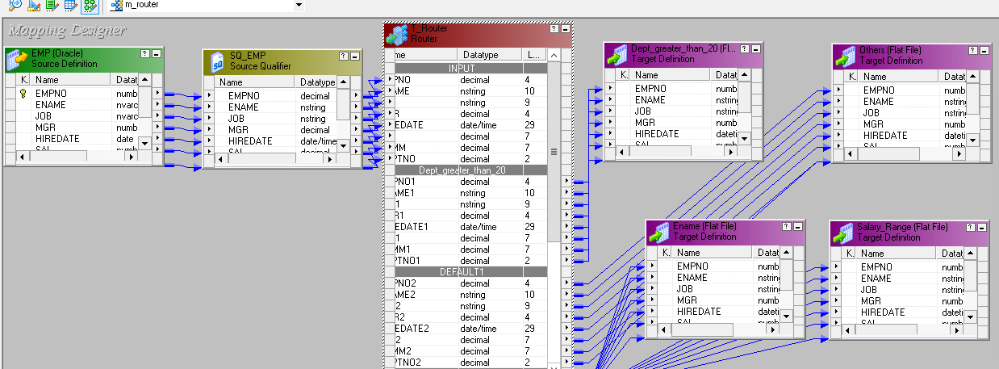 m_router
Mapping Designer
EMP (Oracle)
Source Definition
K. Name Datat
EMPNO numb
ENAME nvarc
JOB nvarc
MGR numb
HIREDATE date
SAL numb
SQ_EMP
Source Qualifier
Name Datatype
EMPNO decimal
ENAME nstring
JOB nstring
MGR decimal
HIREDATE date/time
SAL decimal
T_Router
Router
me Datatype L...
INPUT
PNO decimal 4
AME nstring 10
nstring 9
R decimal 4
EDATE date/time 29
decimal 7
MM decimal 7
PTNO decimal 2
Dept_greater_than_20
PNO1 decimal 4
AME1 nstring 10
1 nstring 9
R1 decimal 4
EDATE1 date/time 29
1 decimal 7
MM1 decimal 7
PTNO1 decimal 2
DEFAULT1
PNO2 decimal 4
AME2 nstring 10
2 nstring 9
R2 decimal 4
EDATE2 date/time 29
2 decimal 7
MM2 decimal 7
PTNO2 decimal 2
Dept_greater_than_20 (Fl...
Target Definition
K. Name Datatj
EMPNO numb
ENAME nstring
JOB nstring
MGR numb
HIREDATE dateti
SAL numb
Others (Flat File)
Target Definition
K. Name Datat
EMPNO numb
ENAME nstring
JOB nstring
MGR numb
HIREDATE dateti
SAL numb
Ename (Flat File)
Target Definition
K. Name Datat
EMPNO numb
ENAME nstring
JOB nstring
MGR numb
HIREDATE dateti
SAL numb
Salary_Range (Flat File)
Target Definition
K. Name Datat
EMPNO numb
ENAME nstring
JOB nstring
MGR numb
HIREDATE dateti
SAL numb